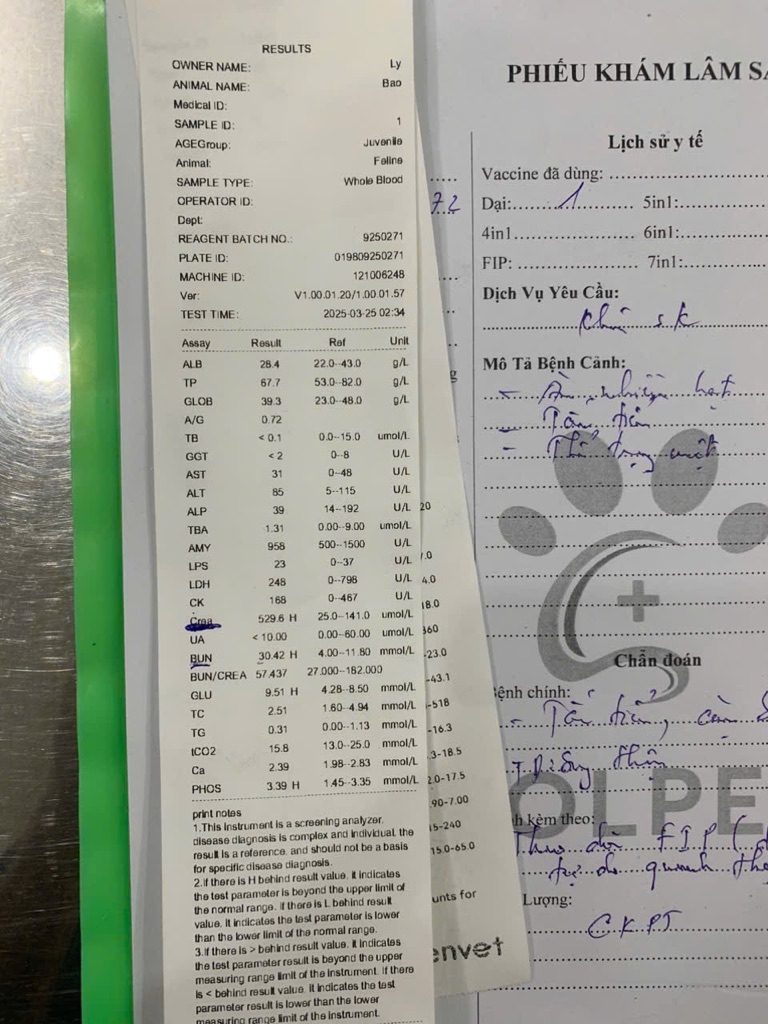 RESULTS
OWNER NAME: Ly
ANIMAL NAME: Bao
Medical ID:
SAMPLE ID: 1
AGEGroup: Juvenile
Animal: Feline
SAMPLE TYPE: Whole Blood
OPERATOR ID:
Dept:
REAGENT BATCH NO.: 9250271
PLATE ID: 019809250271
MACHINE ID: 121006248
Ver: V1.00.01.20/1.00.01.57
TEST TIME: 2025-03-25 02:34
Assay Result Ref Unit
ALB 28.4 22.0--43.0 g/L
TP 67.7 53.0--82.0 g/L
GLOB 39.3 23.0--48.0 g/L
A/G 0.72
TB < 0.1 0.0--15.0 umol/L
GGT < 2 0--8 U/L
AST 31 0--48 U/L
ALT 85 5--115 U/L
ALP 39 14--192 U/L
TBA 1.31 0.00--9.00 umol/L
AMY 958 500--1500 U/L
LPS 23 0--37 U/L
LDH 248 0--798 U/L
CK 168 0--467 U/L
Crea 529.6 H 25.0--141.0 umol/L
UA < 10.00 0.00--60.00 umol/L
BUN 30.42 H 4.00--11.80 mmol/L
BUN/CREA 57.437 27.000--182.000
GLU 9.51 H 4.28--8.50 mmol/L
TC 2.51 1.60--4.94 mmol/L
TG 0.31 0.00--1.13 mmol/L
tCO2 15.8 13.0--25.0 mmol/L
Ca 2.39 1.98--2.83 mmol/L
PHOS 3.39 H 1.45--3.35 mmol/L
print notes
1.This Instrument is a screening analyzer.
disease diagnosis is complex and individual. the
result is a reference. and should not be a basis
for specific disease diagnosis.
2.if there is H behind result value. it indicates
the test parameter is beyond the upper limit of
the normal range. if there is L behind result
value. it indicates the test parameter is lower
than the lower limit of the normal range.
3.if there is > behind result value. it indicates
the test parameter result is beyond the upper
measuring range limit of the instrument. if there
is < behind result value. it indicates the test
parameter result is lower than the lower
measuring range limit of the instrument.
20
7.0
4.0
18.0
360
-23.0
-43.1
-518
-16.3
.3-18.5
2.0-17.5
.90-7.00
15-240
15.0-65.0
unts for
envet
72
PHIẾU KHÁM LÂM SÀ
Lịch sử y tế
Vaccine đã dùng:
Dại: 1 5in1:
4in1 6in1:
FIP: 7in1:
Dịch Vụ Yêu Cầu:
sk
Mô Tả Bệnh Cảnh:
- hạt
-
-
Chẩn đoán
Bệnh chính:
- thận
OLPE
h kèm theo:
Theo dõi FIP (
Lượng:
CKPT